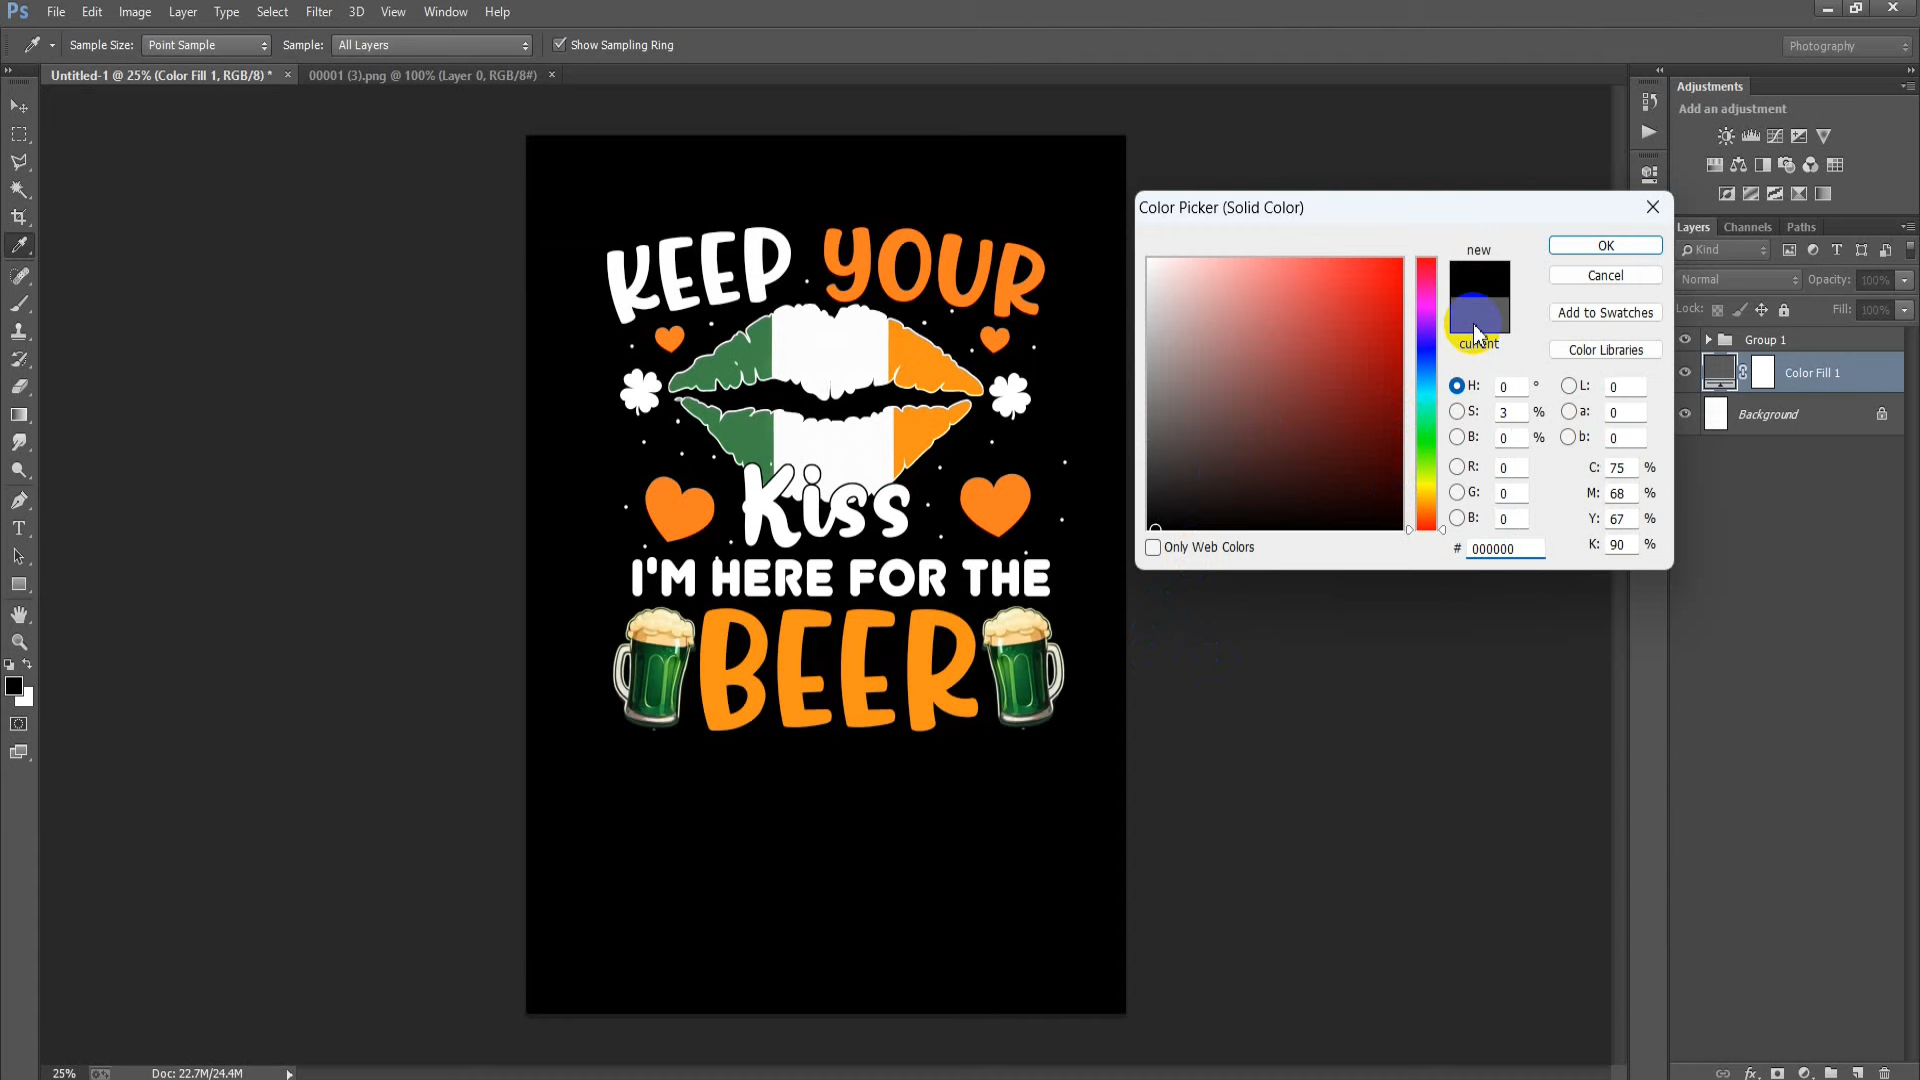 Ps File Edit Image Layer Type Select Filter 3D View Window Help
Sample Size: Point Sample Sample: All Layers Show Sampling Ring Photography
Untitled-1 @ 25% (Color Fill 1, RGB/8) * × 00001 (3).png @ 100% (Layer 0, RGB/8#) ×
Adjustments
Add an adjustment
KEEP YOUR
Kiss
I'M HERE FOR THE
BEER
Color Picker (Solid Color)
new
current
OK
Cancel
Add to Swatches
Color Libraries
H: 0 ° L: 0
S: 3 % a: 0
B: 0 % b: 0
R: 0 C: 75 %
G: 0 M: 68 %
B: 0 Y: 67 %
# 000000 K: 90 %
Only Web Colors
Layers Channels Paths
Kind
Normal Opacity: 100%
Lock: Fill: 100%
Group 1
Color Fill 1
Background
25% Doc: 22.7M/24.4M